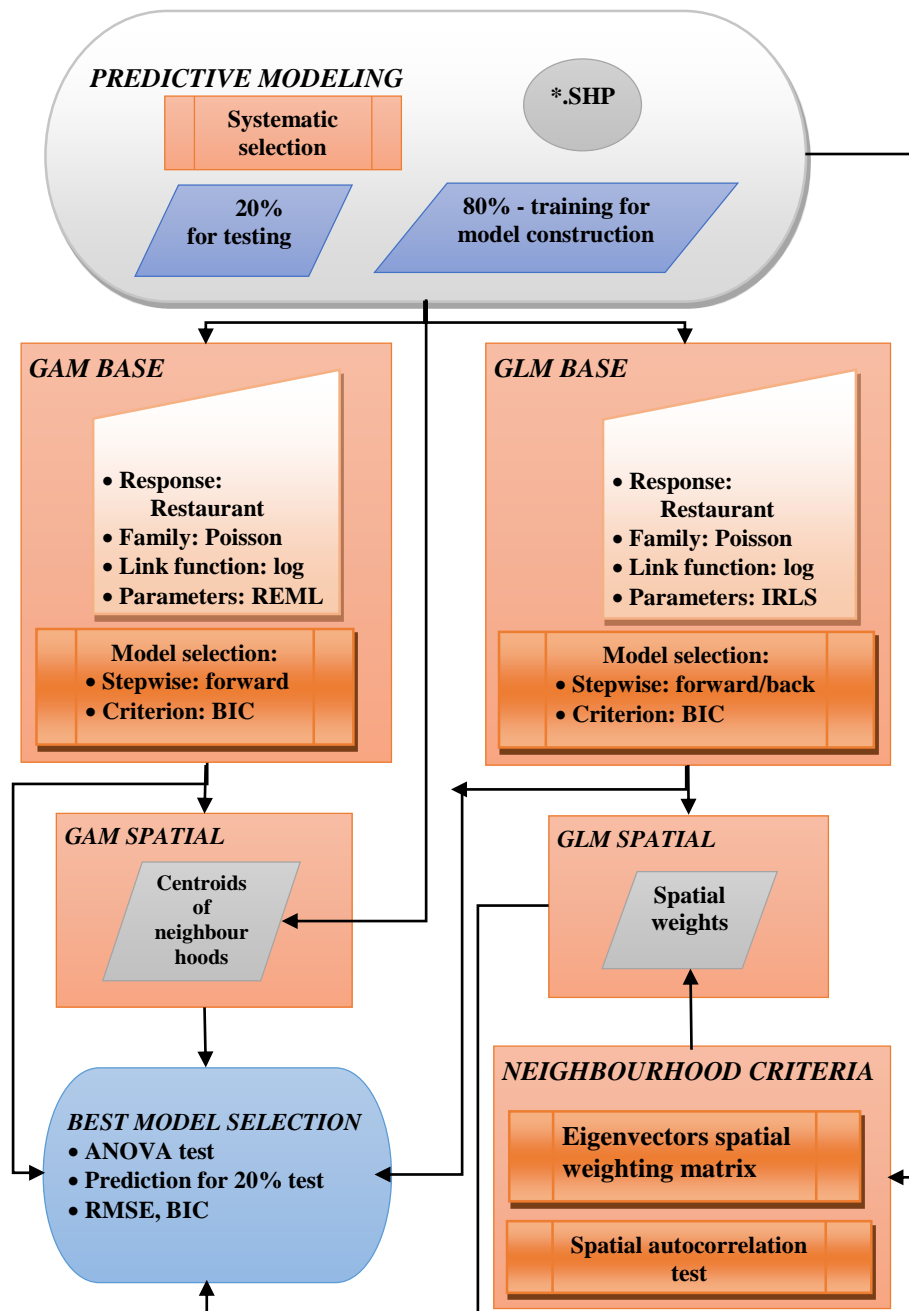 PREDICTIVE MODELING
*.SHP
Systematic
selection
20%
for testing
80% - training for
model construction
GAM BASE
• Response:
Restaurant
• Family: Poisson
• Link function: log
• Parameters: REML
Model selection:
• Stepwise: forward
• Criterion: BIC
GLM BASE
• Response:
Restaurant
• Family: Poisson
• Link function: log
• Parameters: IRLS
Model selection:
• Stepwise: forward/back
• Criterion: BIC
GAM SPATIAL
Centroids
of
neighbour
hoods
GLM SPATIAL
Spatial
weights
BEST MODEL SELECTION
• ANOVA test
• Prediction for 20% test
• RMSE, BIC
NEIGHBOURHOOD CRITERIA
Eigenvectors spatial
weighting matrix
Spatial autocorrelation
test